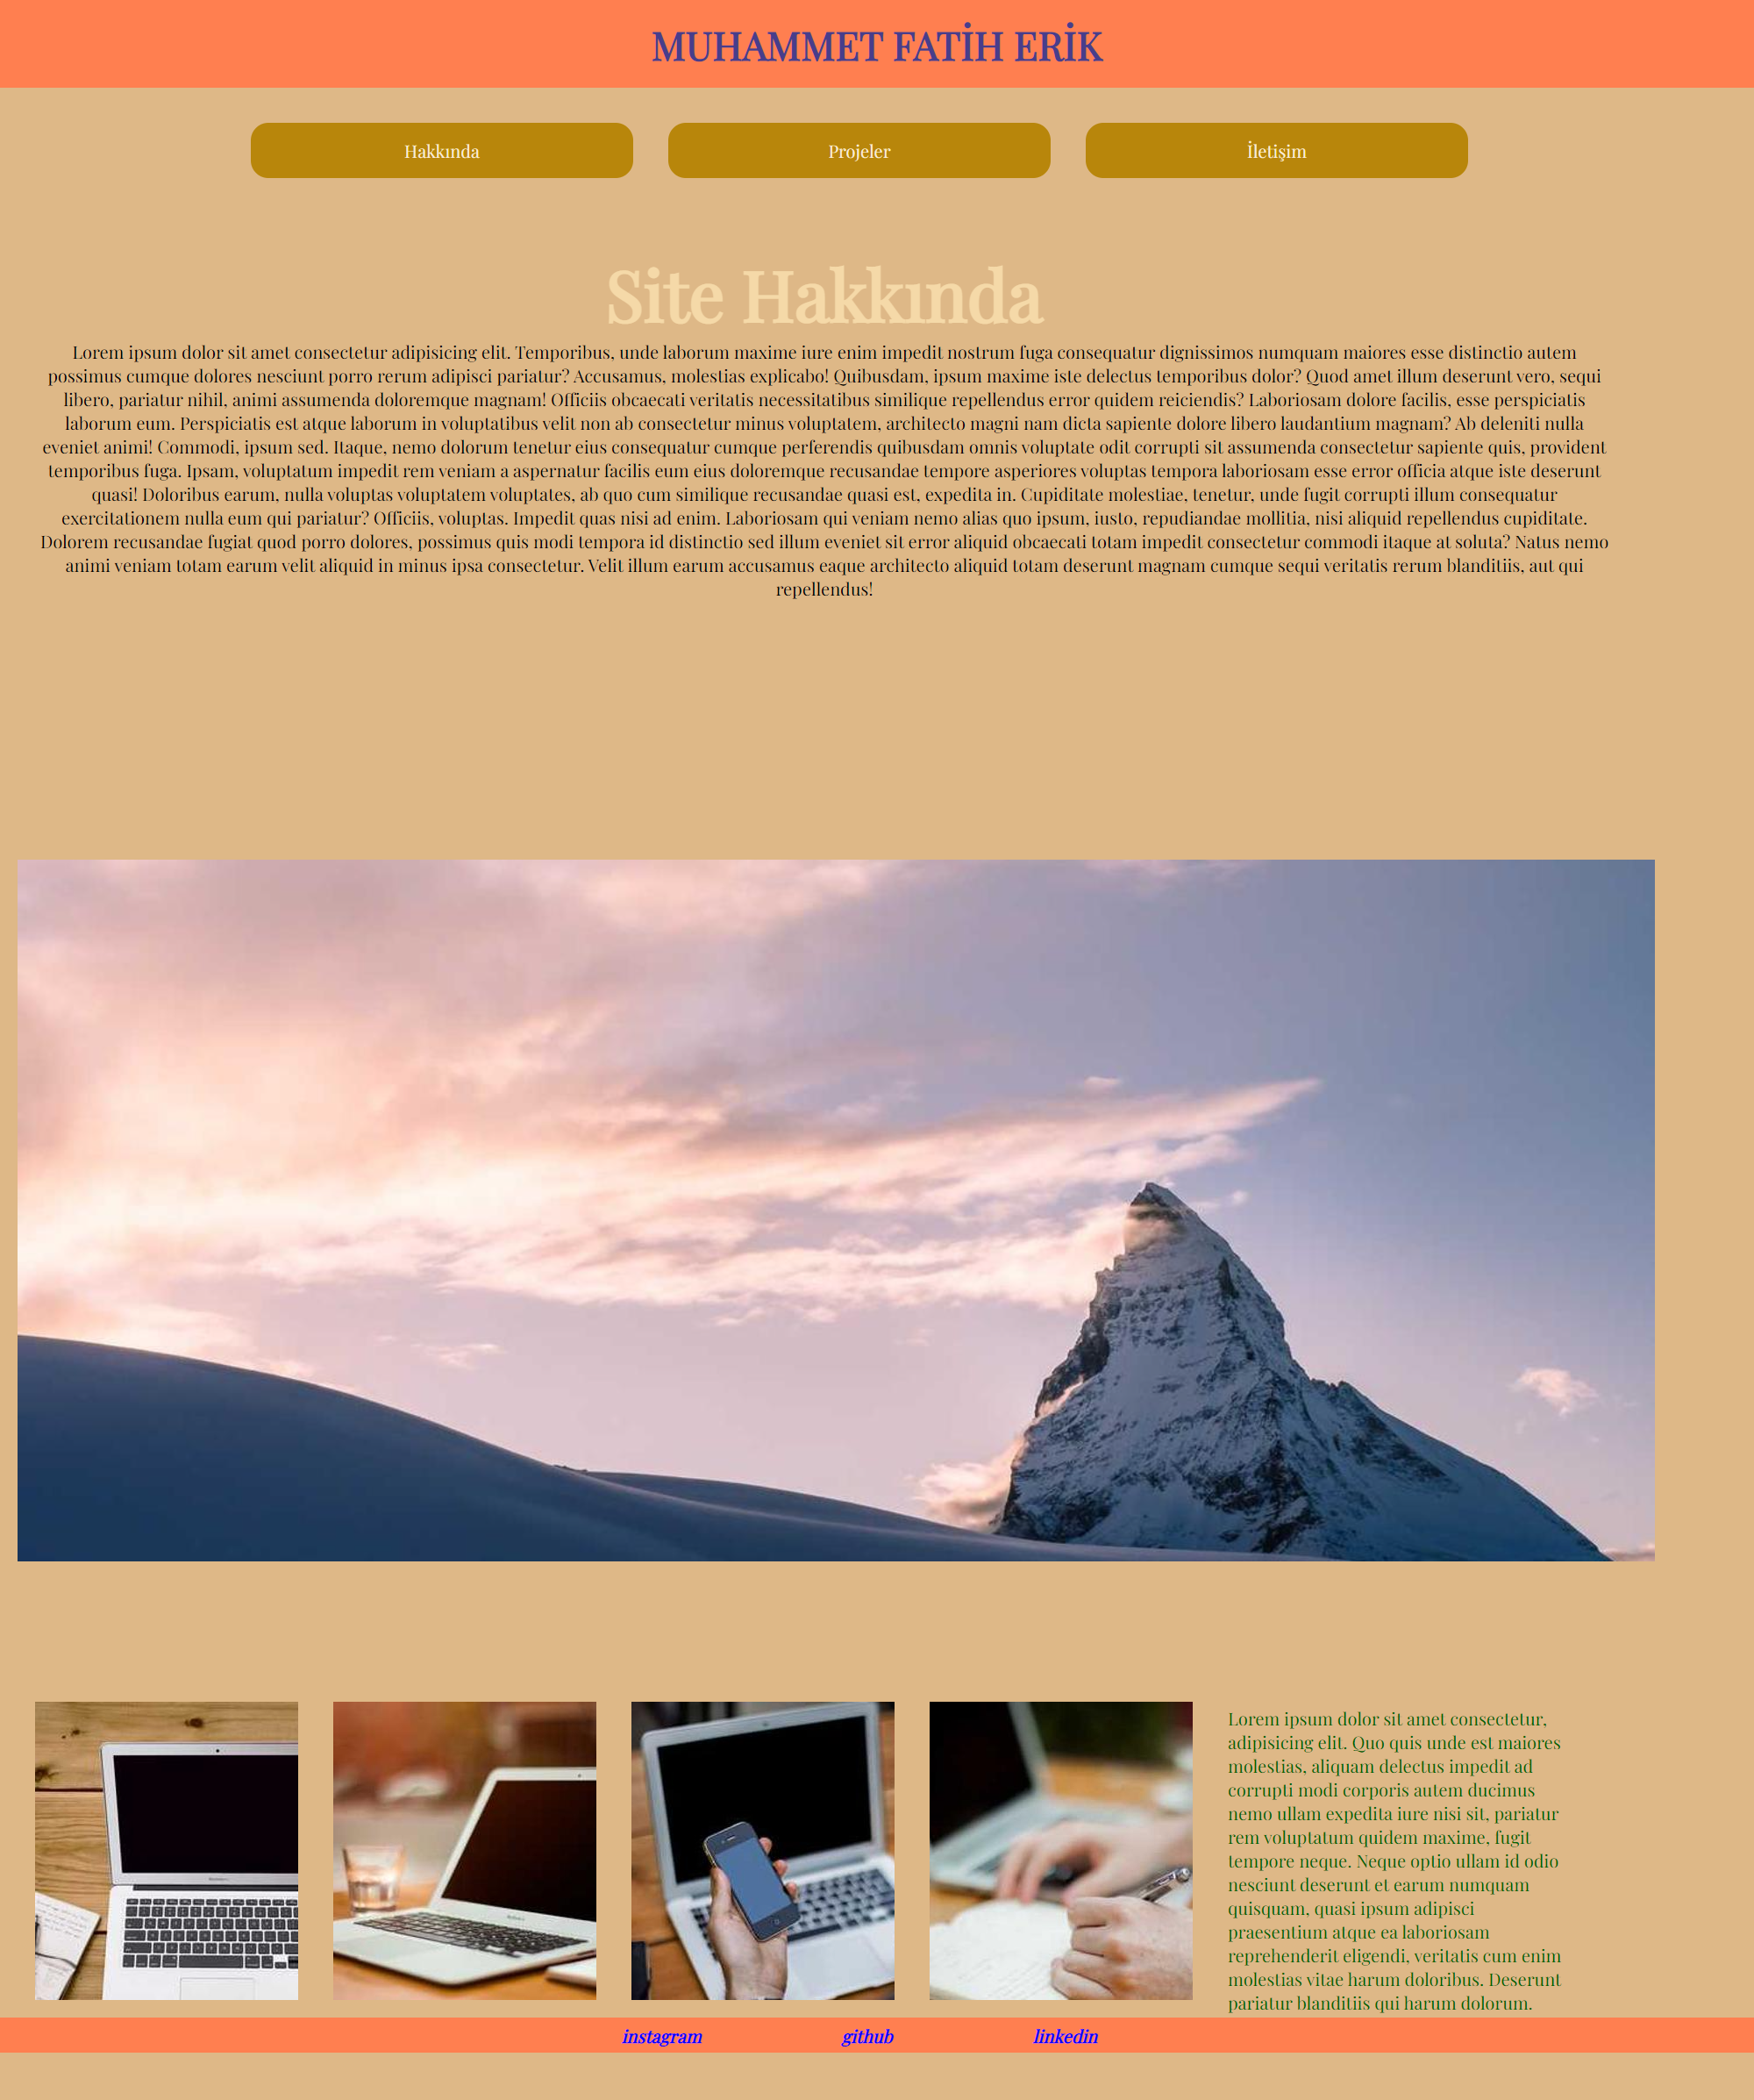 MUHAMMET FATİH ERİK
Hakkında
Projeler
İletişim
Site Hakkında
Lorem ipsum dolor sit amet consectetur adipisicing elit. Temporibus, unde laborum maxime iure enim impedit nostrum fuga consequatur dignissimos numquam maiores esse distinctio autem
possimus cumque dolores nesciunt porro rerum adipisci pariatur? Accusamus, molestias explicabo! Quibusdam, ipsum maxime iste delectus temporibus dolor? Quod amet illum deserunt vero, sequi
libero, pariatur nihil, animi assumenda doloremque magnam! Officiis obcaecati veritatis necessitatibus similique repellendus error quidem reiciendis? Laboriosam dolore facilis, esse perspiciatis
laborum eum. Perspiciatis est atque laborum in voluptatibus velit non ab consectetur minus voluptatem, architecto magni nam dicta sapiente dolore libero laudantium magnam? Ab deleniti nulla
eveniet animi! Commodi, ipsum sed. Itaque, nemo dolorum tenetur eius consequatur cumque perferendis quibusdam omnis voluptate odit corrupti sit assumenda consectetur sapiente quis, provident
temporibus fuga. Ipsam, voluptatum impedit rem veniam a aspernatur facilis eum eius doloremque recusandae tempore asperiores voluptas tempora laboriosam esse error officia atque iste deserunt
quasi! Doloribus earum, nulla voluptas voluptatem voluptates, ab quo cum similique recusandae quasi est, expedita in. Cupiditate molestiae, tenetur, unde fugit corrupti illum consequatur
exercitationem nulla eum qui pariatur? Officiis, voluptas. Impedit quas nisi ad enim. Laboriosam qui veniam nemo alias quo ipsum, iusto, repudiandae mollitia, nisi aliquid repellendus cupiditate.
Dolorem recusandae fugiat quod porro dolores, possimus quis modi tempora id distinctio sed illum eveniet sit error aliquid obcaecati totam impedit consectetur commodi itaque at soluta? Natus nemo
animi veniam totam earum velit aliquid in minus ipsa consectetur. Velit illum earum accusamus eaque architecto aliquid totam deserunt magnam cumque sequi veritatis rerum blanditiis, aut qui
repellendus!
Lorem ipsum dolor sit amet consectetur,
adipisicing elit. Quo quis unde est maiores
molestias, aliquam delectus impedit ad
corrupti modi corporis autem ducimus
nemo ullam expedita iure nisi sit, pariatur
rem voluptatum quidem maxime, fugit
tempore neque. Neque optio ullam id odio
nesciunt deserunt et earum numquam
quisquam, quasi ipsum adipisci
praesentium atque ea laboriosam
reprehenderit eligendi, veritatis cum enim
molestias vitae harum doloribus. Deserunt
pariatur blanditiis qui harum dolorum.
instagram
github
linkedin